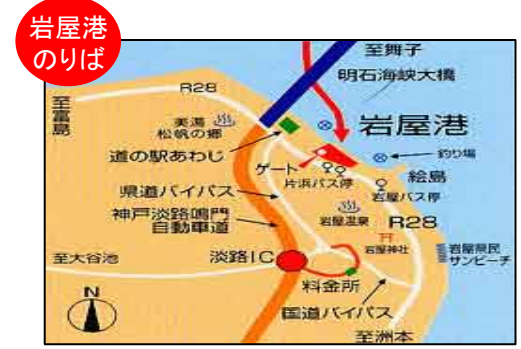 岩屋港
のりば
至舞子
明石海峡大橋
R28
至富島
美湯
松帆の郷
岩屋港
道の駅あわじ
釣り場
ゲート
絵島
片浜バス停
県道バイパス
岩屋バス停
神戸淡路鳴門
自動車道
岩屋温泉
R28
岩屋神社
岩屋県民
サンビーチ
至大谷池
淡路IC
料金所
N
国道バイパス
至洲本